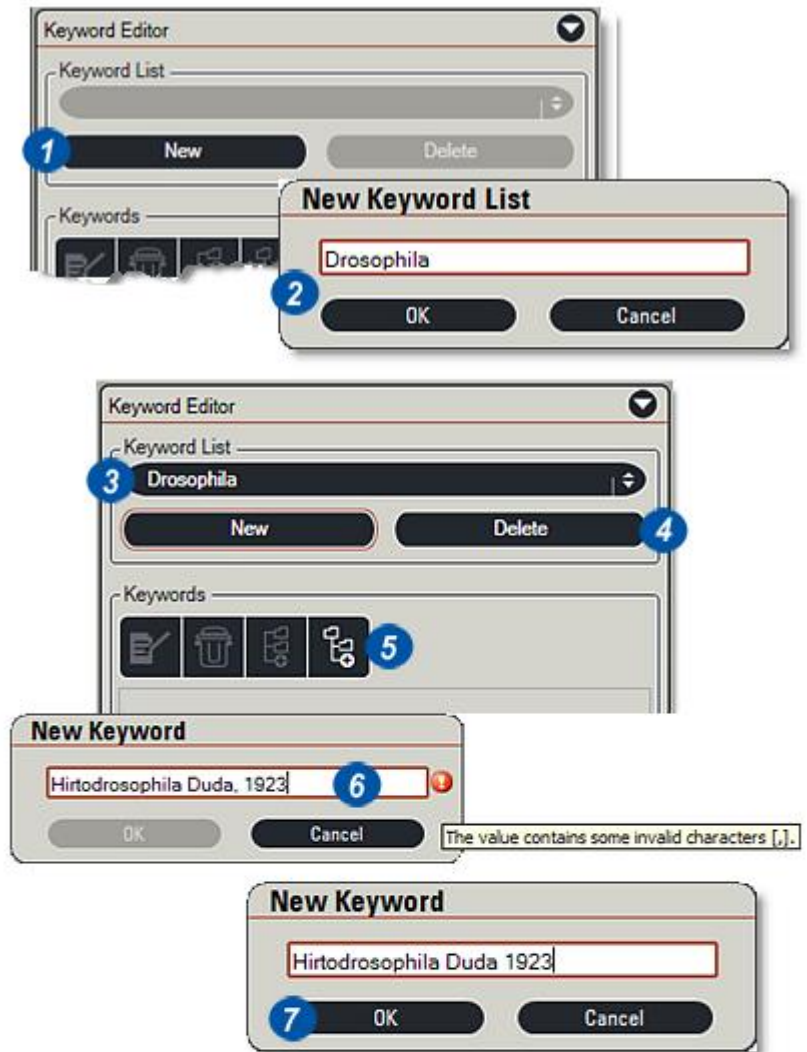 Keyword Editor
Keyword List
1 New Delete
Keywords
New Keyword List
Drosophila
2
OK Cancel
Keyword Editor
Keyword List
3 Drosophila
New Delete 4
Keywords
5
New Keyword
Hirtodrosophila Duda, 1923 6
OK Cancel
The value contains some invalid characters [,].
New Keyword
Hirtodrosophila Duda 1923
7 OK Cancel